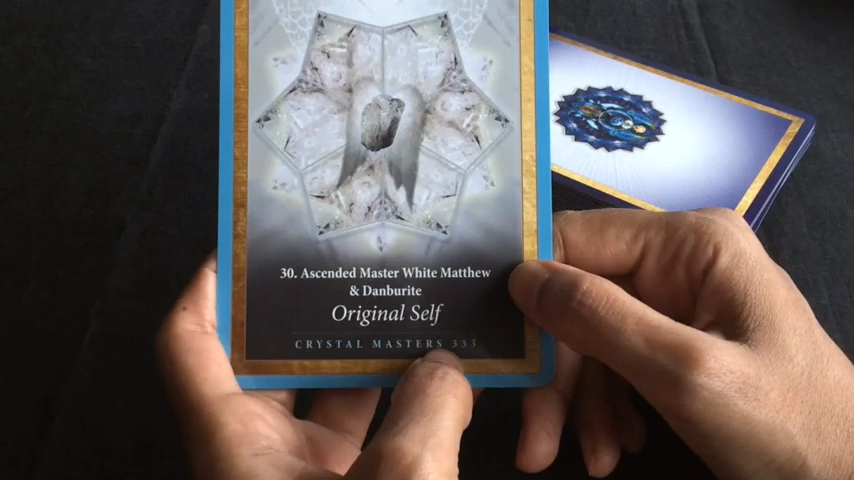 30. Ascended Master White Matthew
& Danburite
Original Self
CRYSTAL MASTERS 333